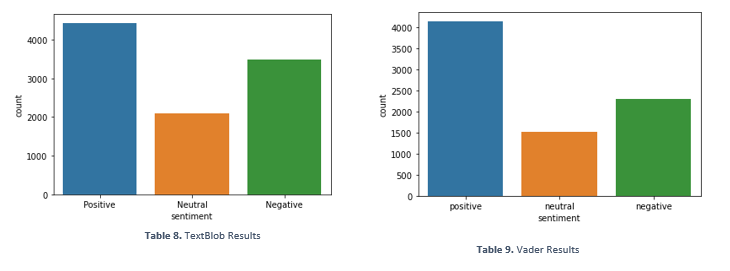 4000
3000
2000
1000
0
count
Positive Neutral Negative
sentiment
Table 8. TextBlob Results
4000
3500
3000
2500
2000
1500
1000
500
0
count
positive neutral negative
sentiment
Table 9. Vader Results